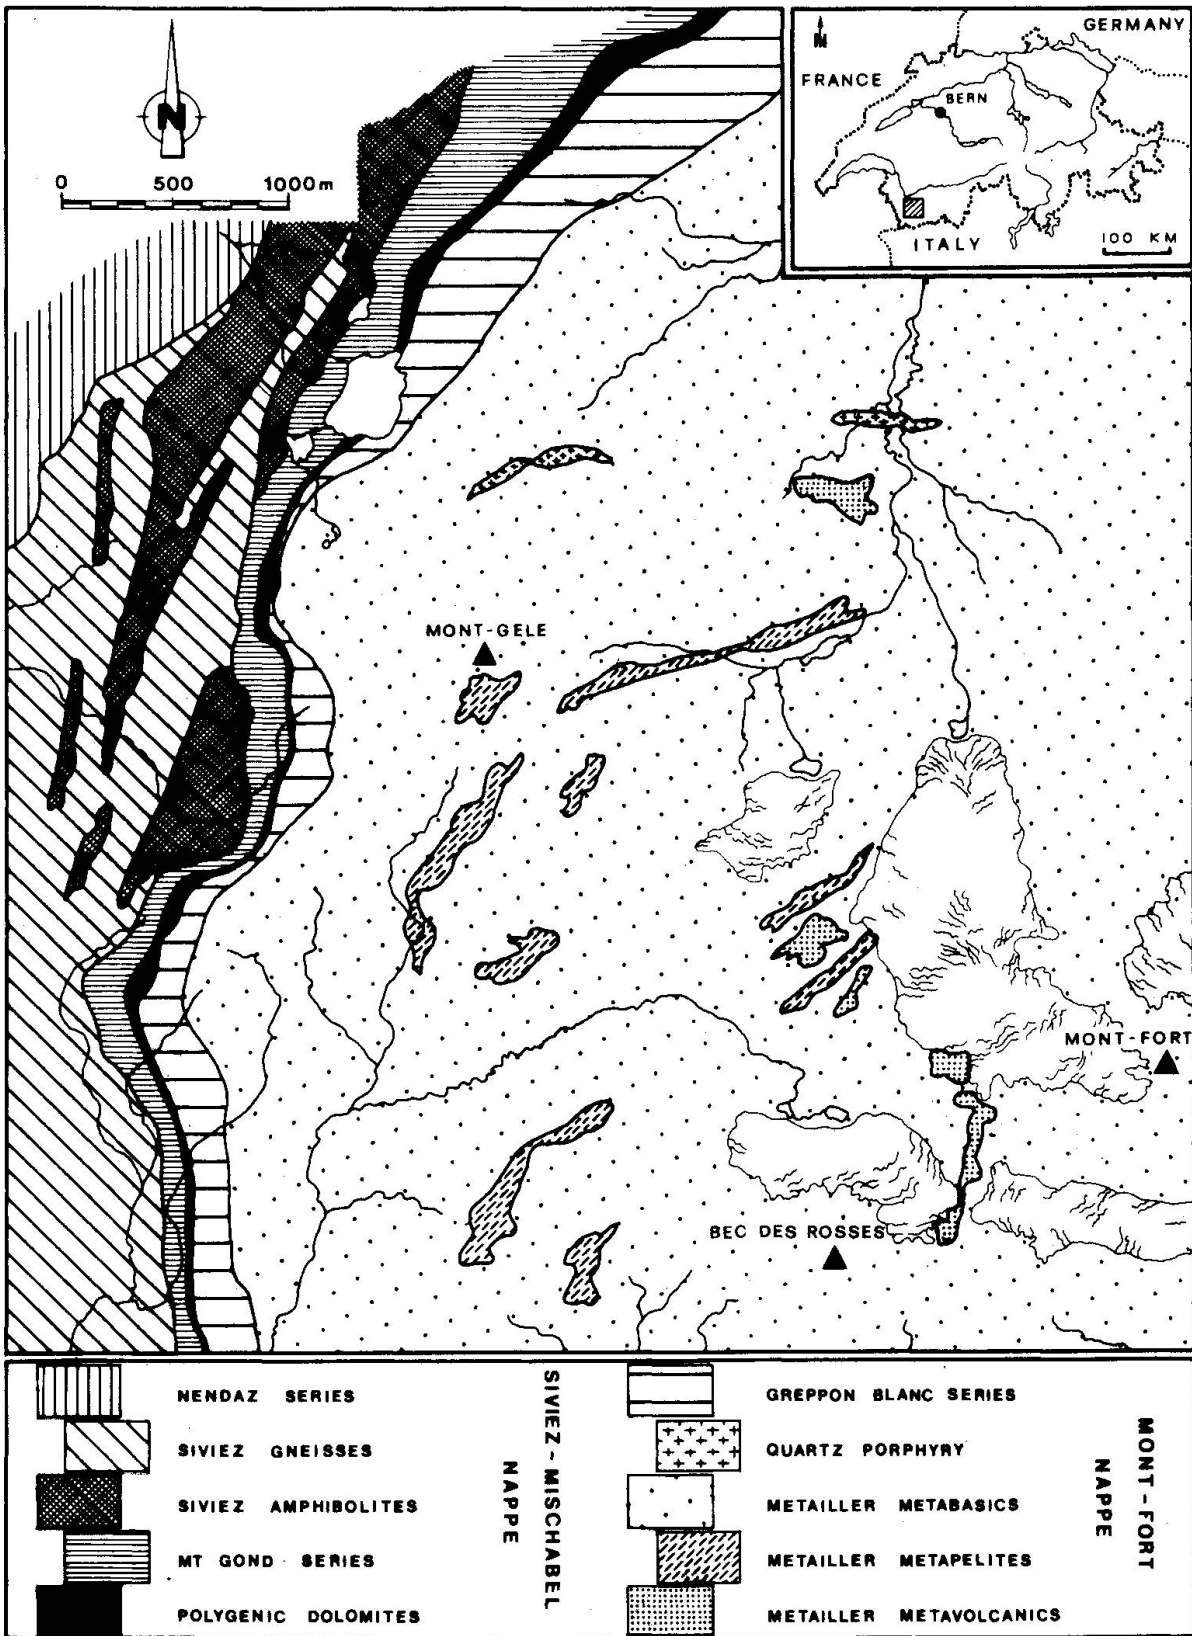 N
0 500 1000m
GERMANY
N
FRANCE
BERN
ITALY
100 KM
MONT-GELE
MONT-FORT
BEC DES ROSSES
NENDAZ SERIES
SIVIEZ GNEISSES
SIVIEZ AMPHIBOLITES
MT GOND SERIES
POLYGENIC DOLOMITES
SIVIEZ-MISCHABEL
NAPPE
GREPPON BLANC SERIES
QUARTZ PORPHYRY
METAILLER METABASICS
METAILLER METAPELITES
METAILLER METAVOLCANICS
MONT-FORT
NAPPE